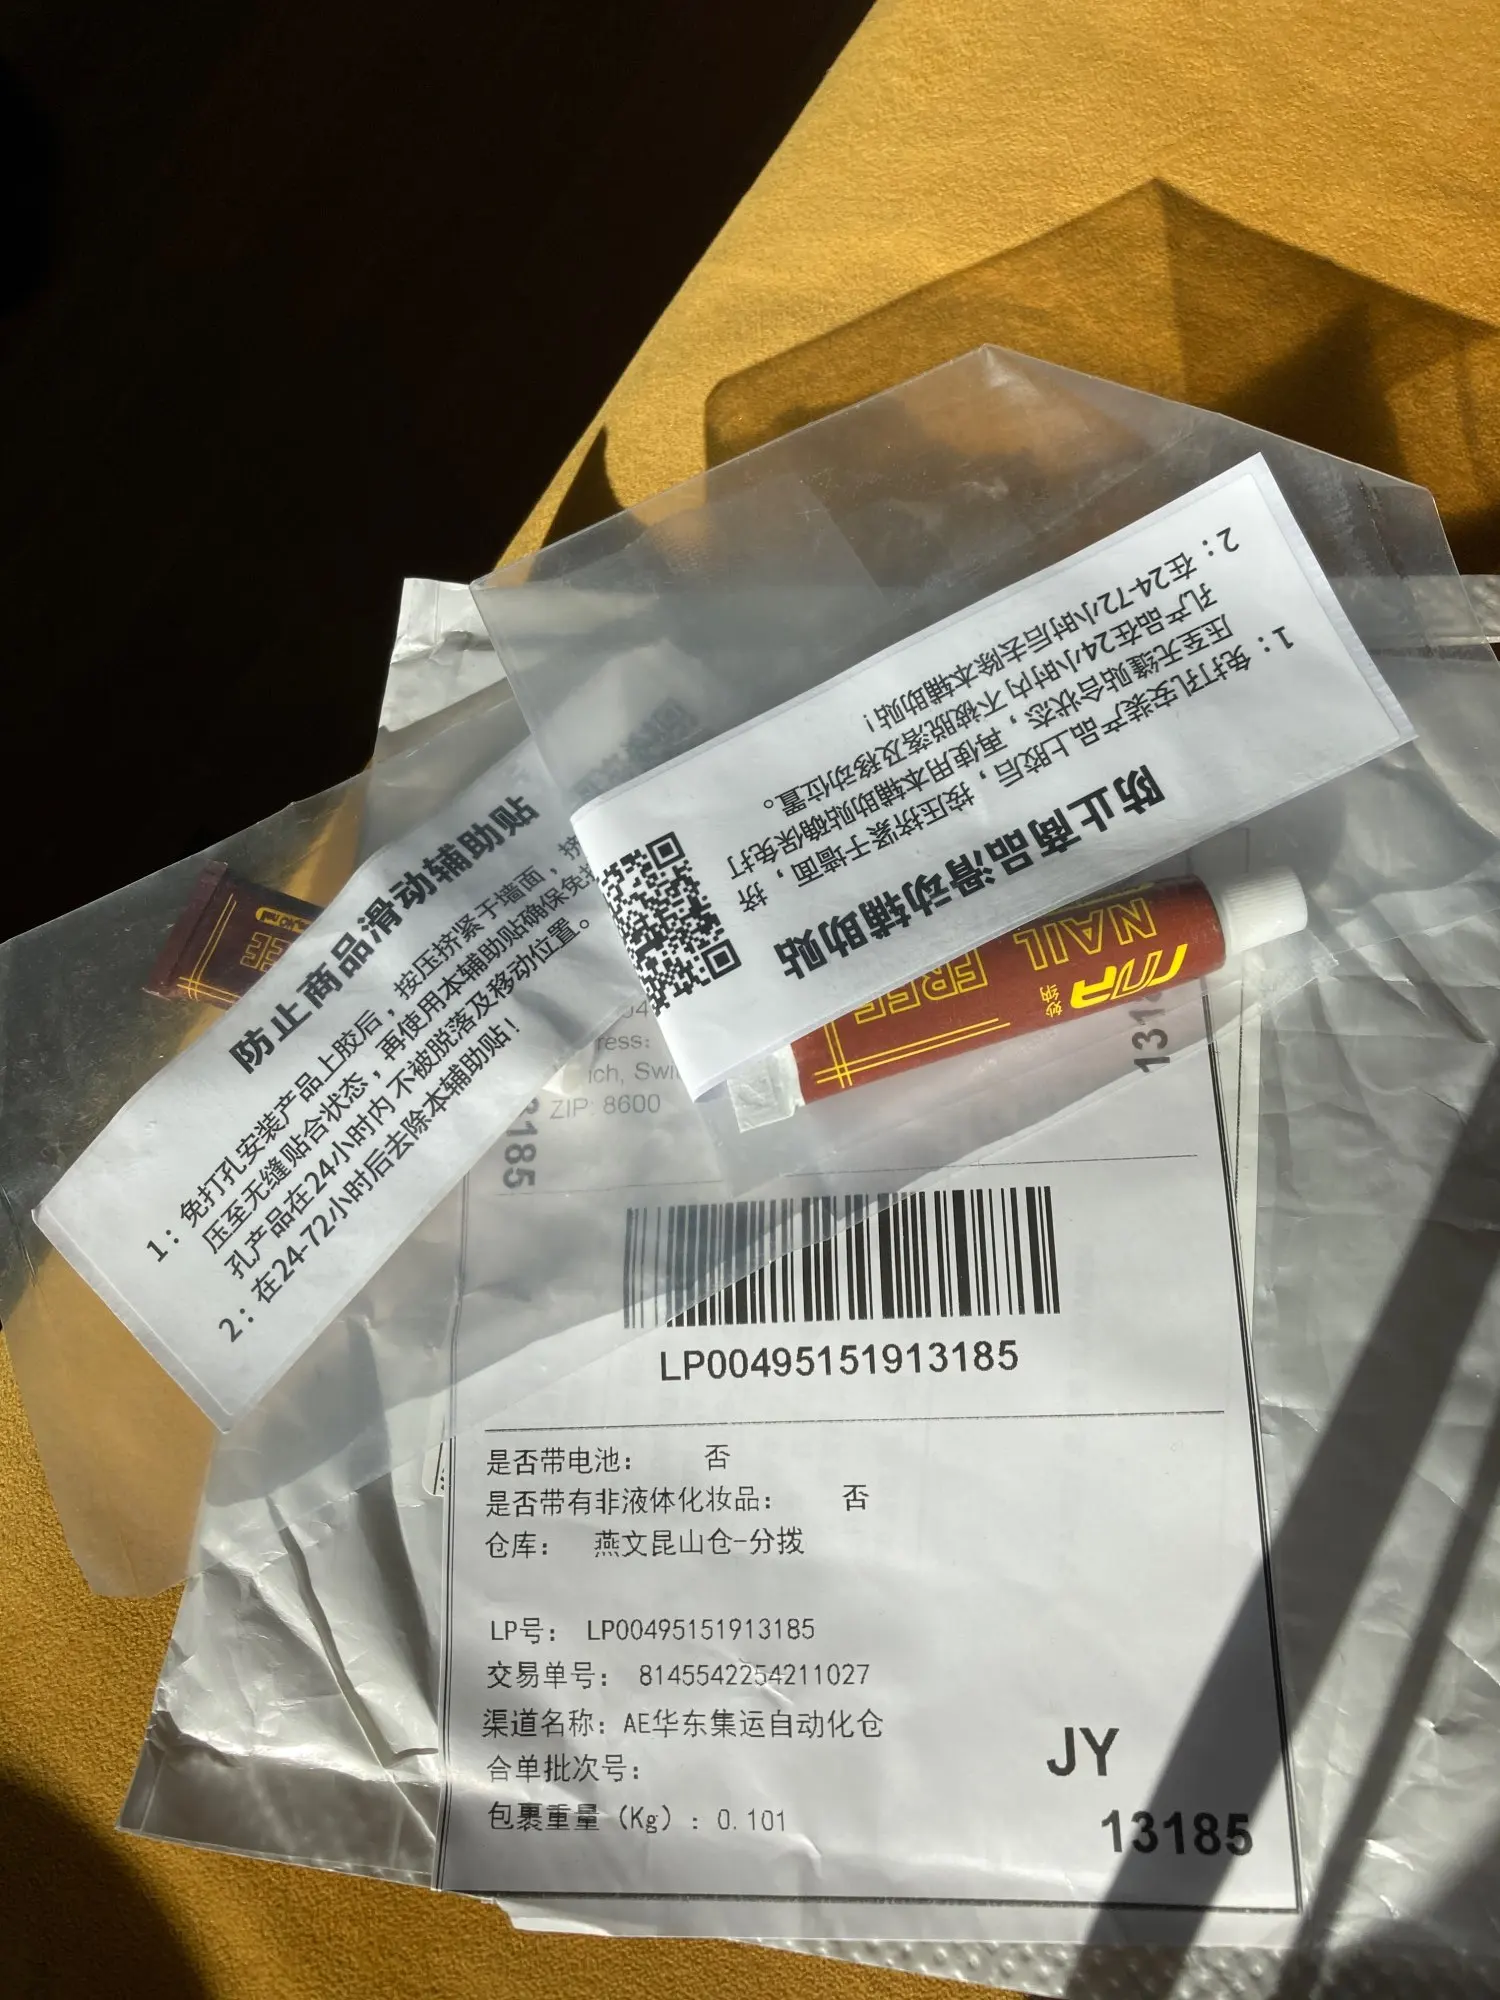 防止商品滑动辅助贴
1：免打孔安装产品上胶后，按压挤紧于墙面，挤
压至无缝贴合状态，再使用本辅助贴确保免打
孔产品在24小时内 不被脱落及移动位置。
2：在24-72小时后去除本辅助贴！
防止商品滑动辅助贴
1：免打孔安装产品上胶后，按压挤紧于墙面，
压至无缝贴合状态，再使用本辅助贴确保免
孔产品在24小时内 不被脱落及移动位置。
2：在24-72小时后去除本辅助贴！
FREE
妙纳
NAIL
FREE
ress:
ich, Swi
ZIP: 8600
LP00495151913185
是否带电池： 否
是否带有非液体化妆品： 否
仓库： 燕文昆山仓-分拨
LP号： LP00495151913185
交易单号： 8145542254211027
渠道名称：AE华东集运自动化仓
合单批次号：
包裹重量（Kg）：0.101
JY
13185